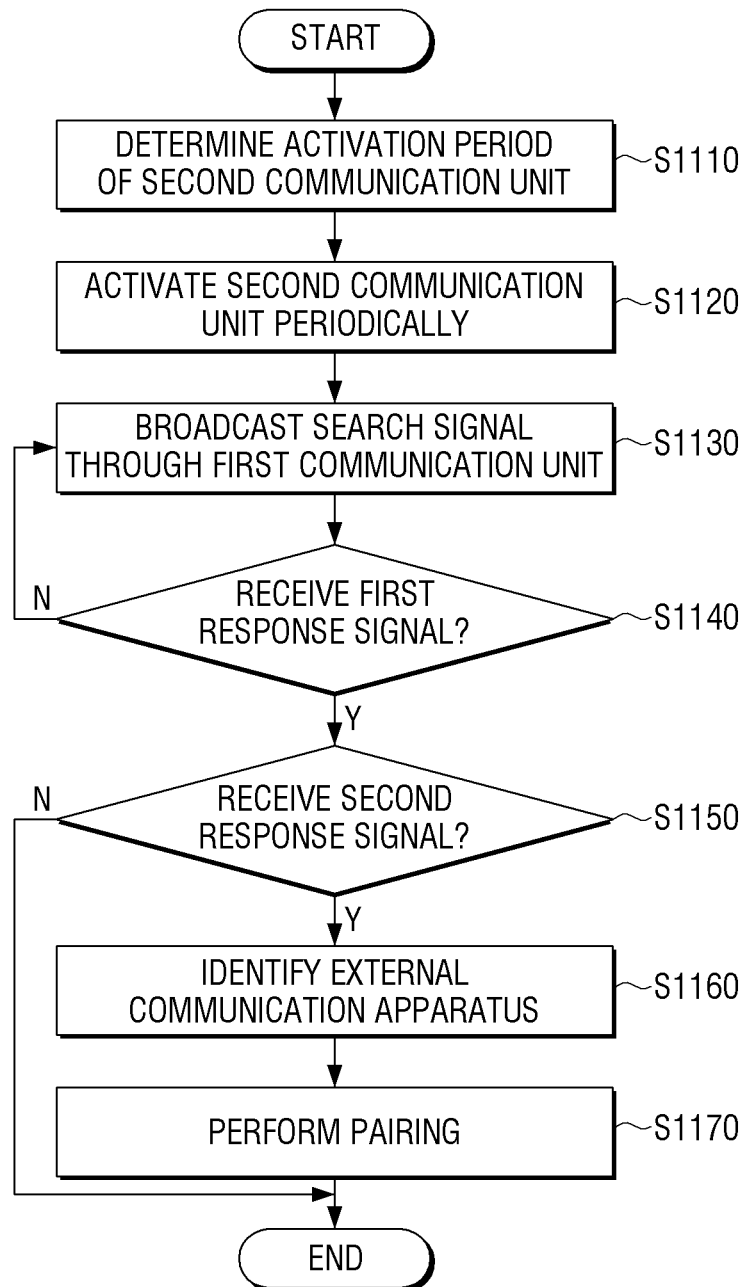 START
DETERMINE ACTIVATION PERIOD
OF SECOND COMMUNICATION UNIT
S1110
ACTIVATE SECOND COMMUNICATION
UNIT PERIODICALLY
S1120
BROADCAST SEARCH SIGNAL
THROUGH FIRST COMMUNICATION UNIT
S1130
N
RECEIVE FIRST
RESPONSE SIGNAL?
S1140
Y
N
RECEIVE SECOND
RESPONSE SIGNAL?
S1150
Y
IDENTIFY EXTERNAL
COMMUNICATION APPARATUS
S1160
PERFORM PAIRING
S1170
END